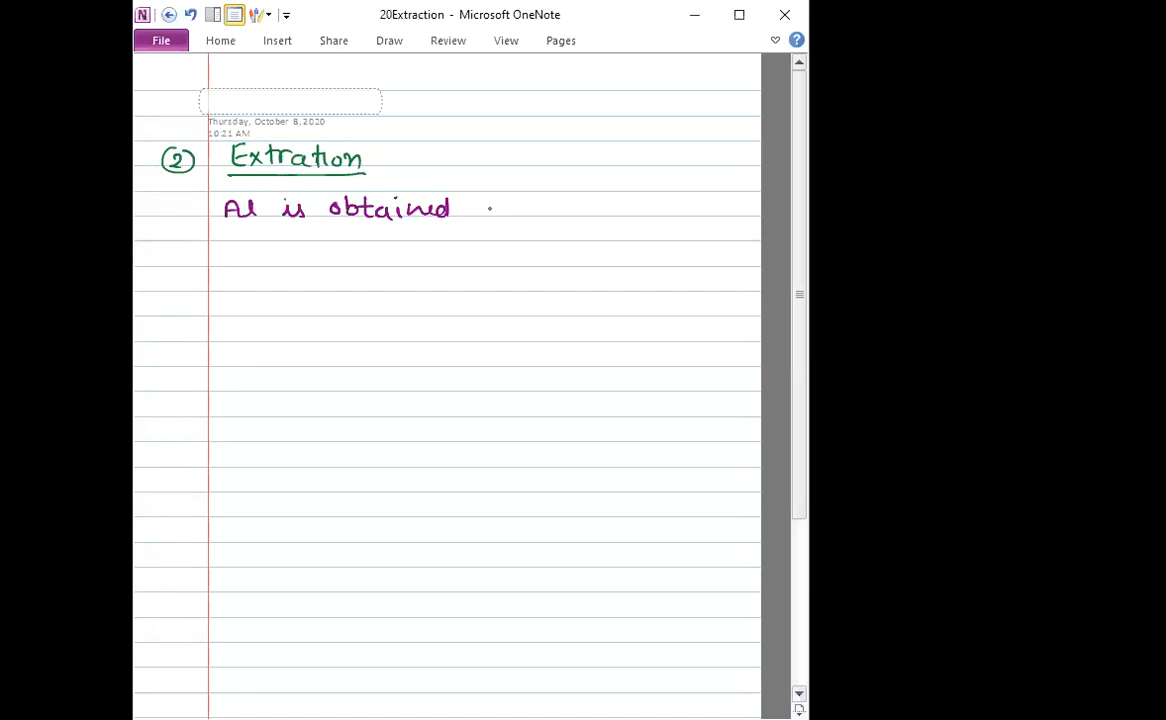 20Extraction - Microsoft OneNote
File Home Insert Share Draw Review View Pages
Thursday, October 8, 2020
10:21 AM
2 Extration
Al is obtained